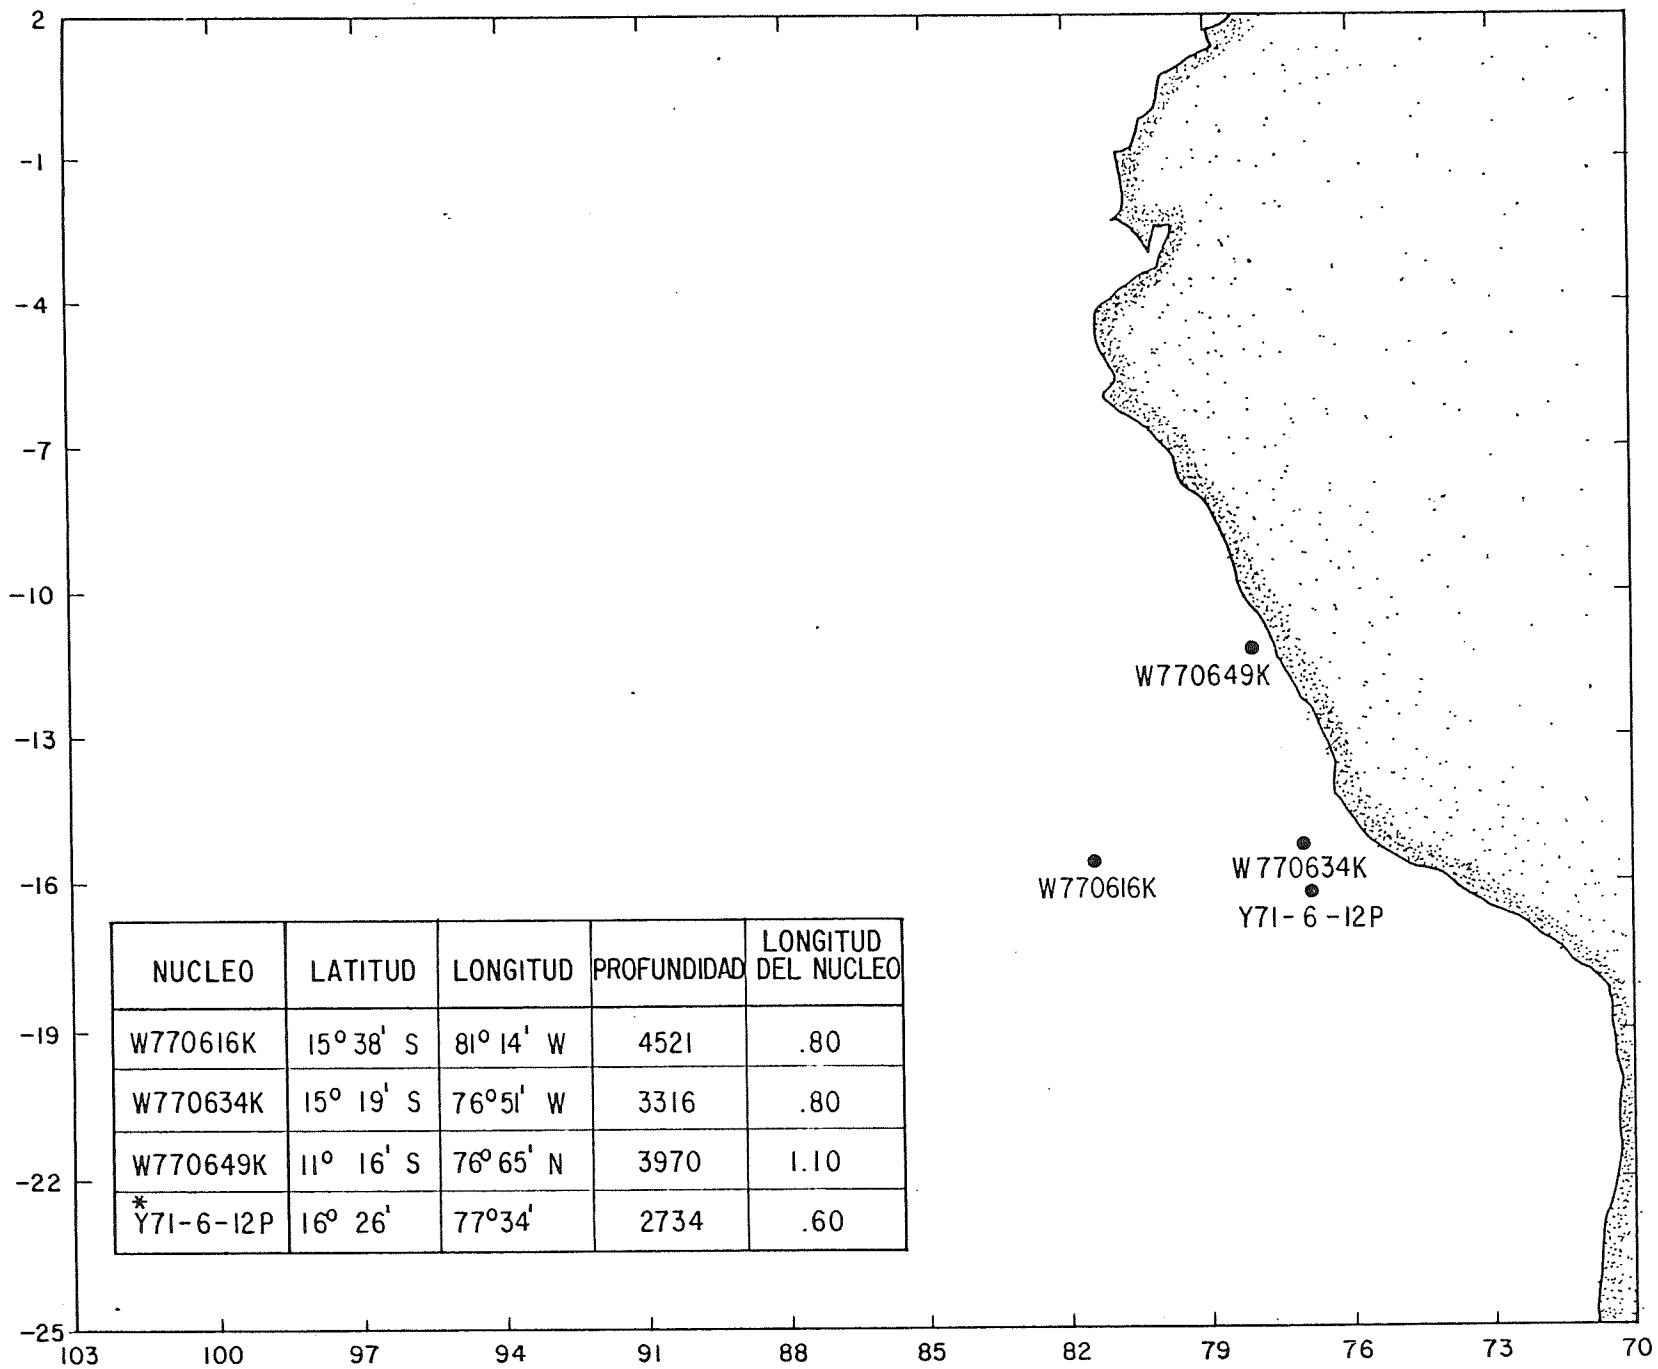 2
-1
-4
-7
-10
W770649K
-13
W770634K
W770616K
-16
Y71-6-12P
NUCLEO LATITUD LONGITUD PROFUNDIDAD LONGITUD DEL NUCLEO
W770616K 15° 38' S 81° 14' W 4521 .80
-19
W770634K 15° 19' S 76° 51' W 3316 .80
W770649K 11° 16' S 76° 65' N 3970 1.10
-22
*Y71-6-12P 16° 26' 77° 34' 2734 .60
-25
103 100 97 94 91 88 85 82 79 76 73 70